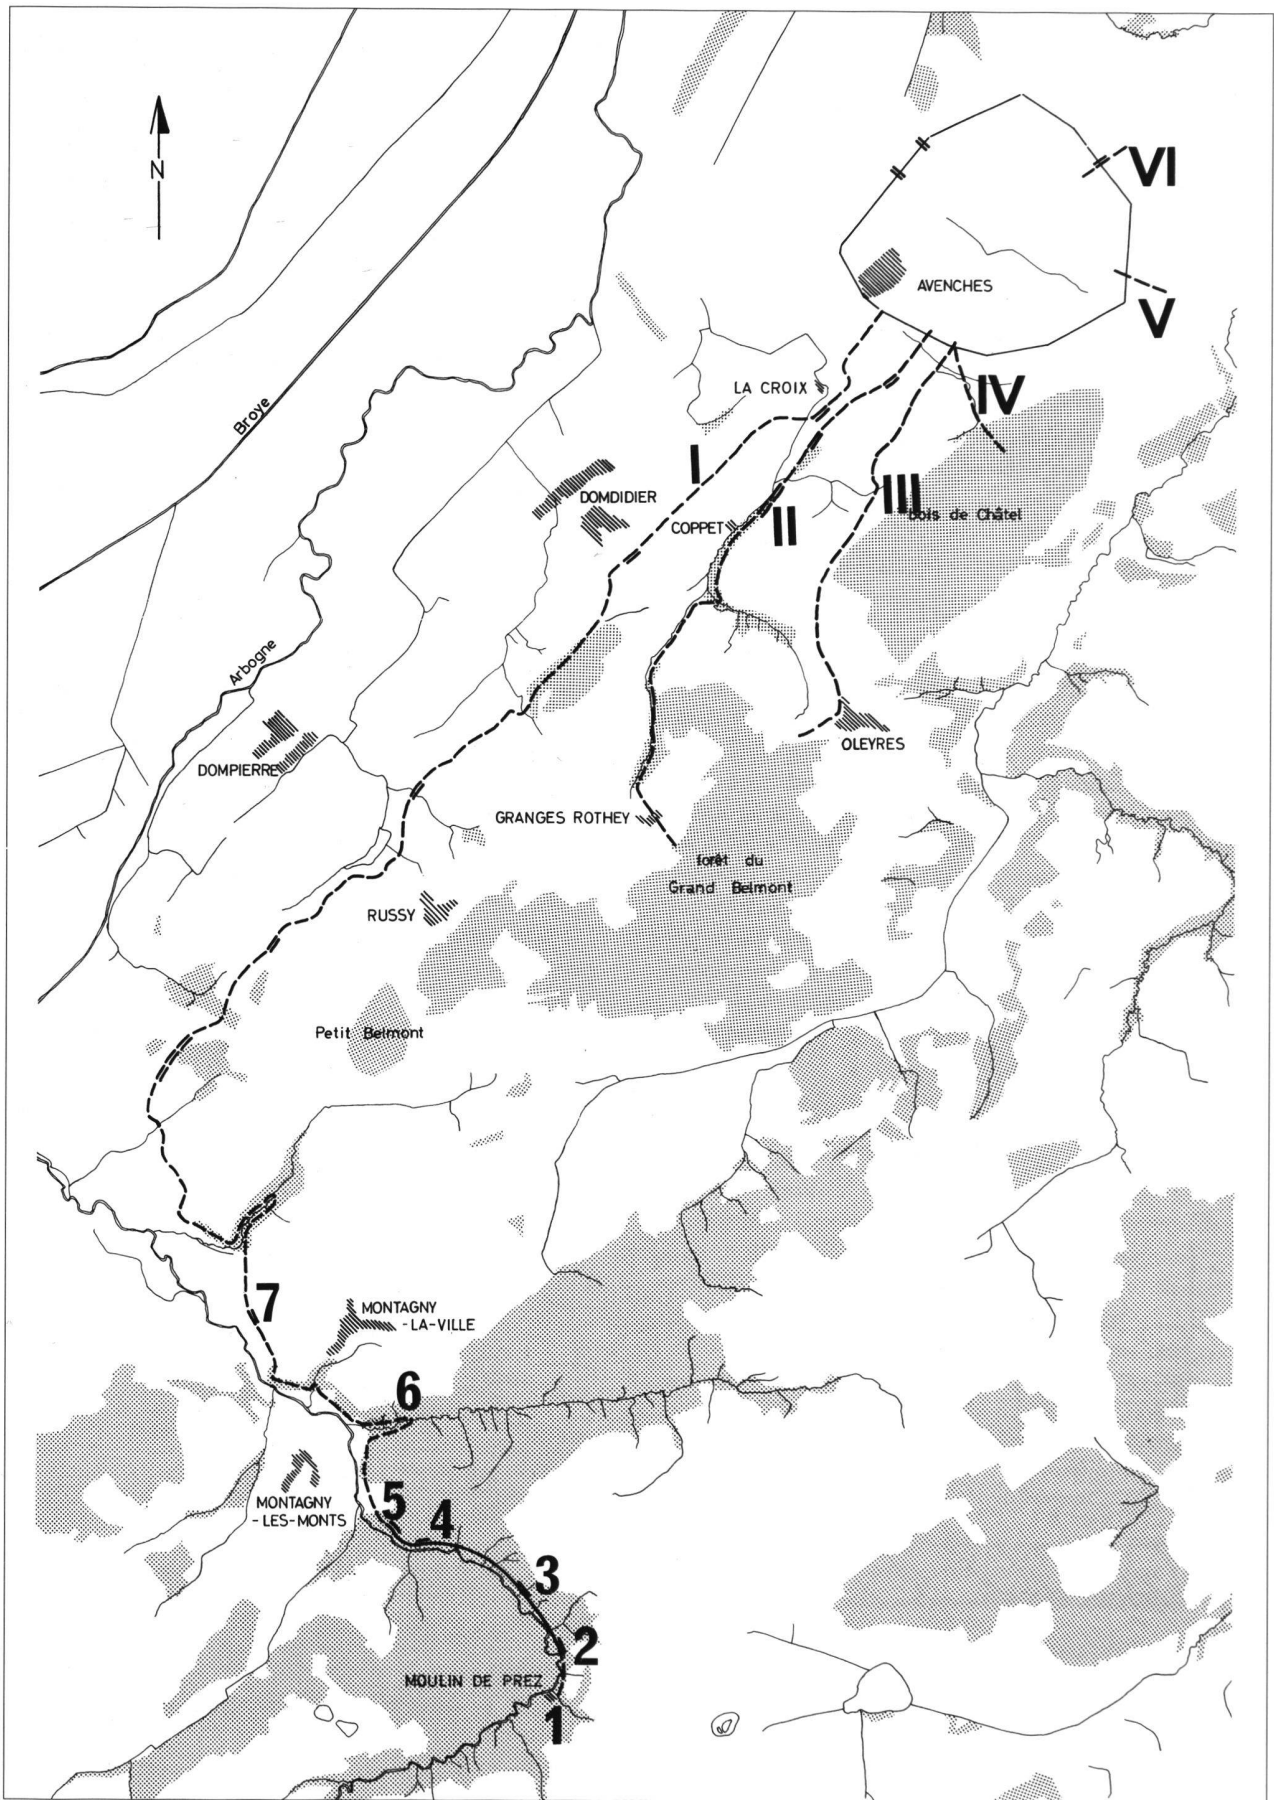 N
VI
AVENCHES
V
LA CROIX
IV
Broye
I
DOMDIDIER
COPPET
II
III
Bois de Châtel
Arbogne
DOMPIERRE
OLEYRES
GRANGES ROTHEY
forêt du
Grand Belmont
RUSSY
Petit Belmont
7
MONTAGNY
-LA-VILLE
6
MONTAGNY
-LES-MONTS
5
4
3
2
MOULIN DE PREZ
1